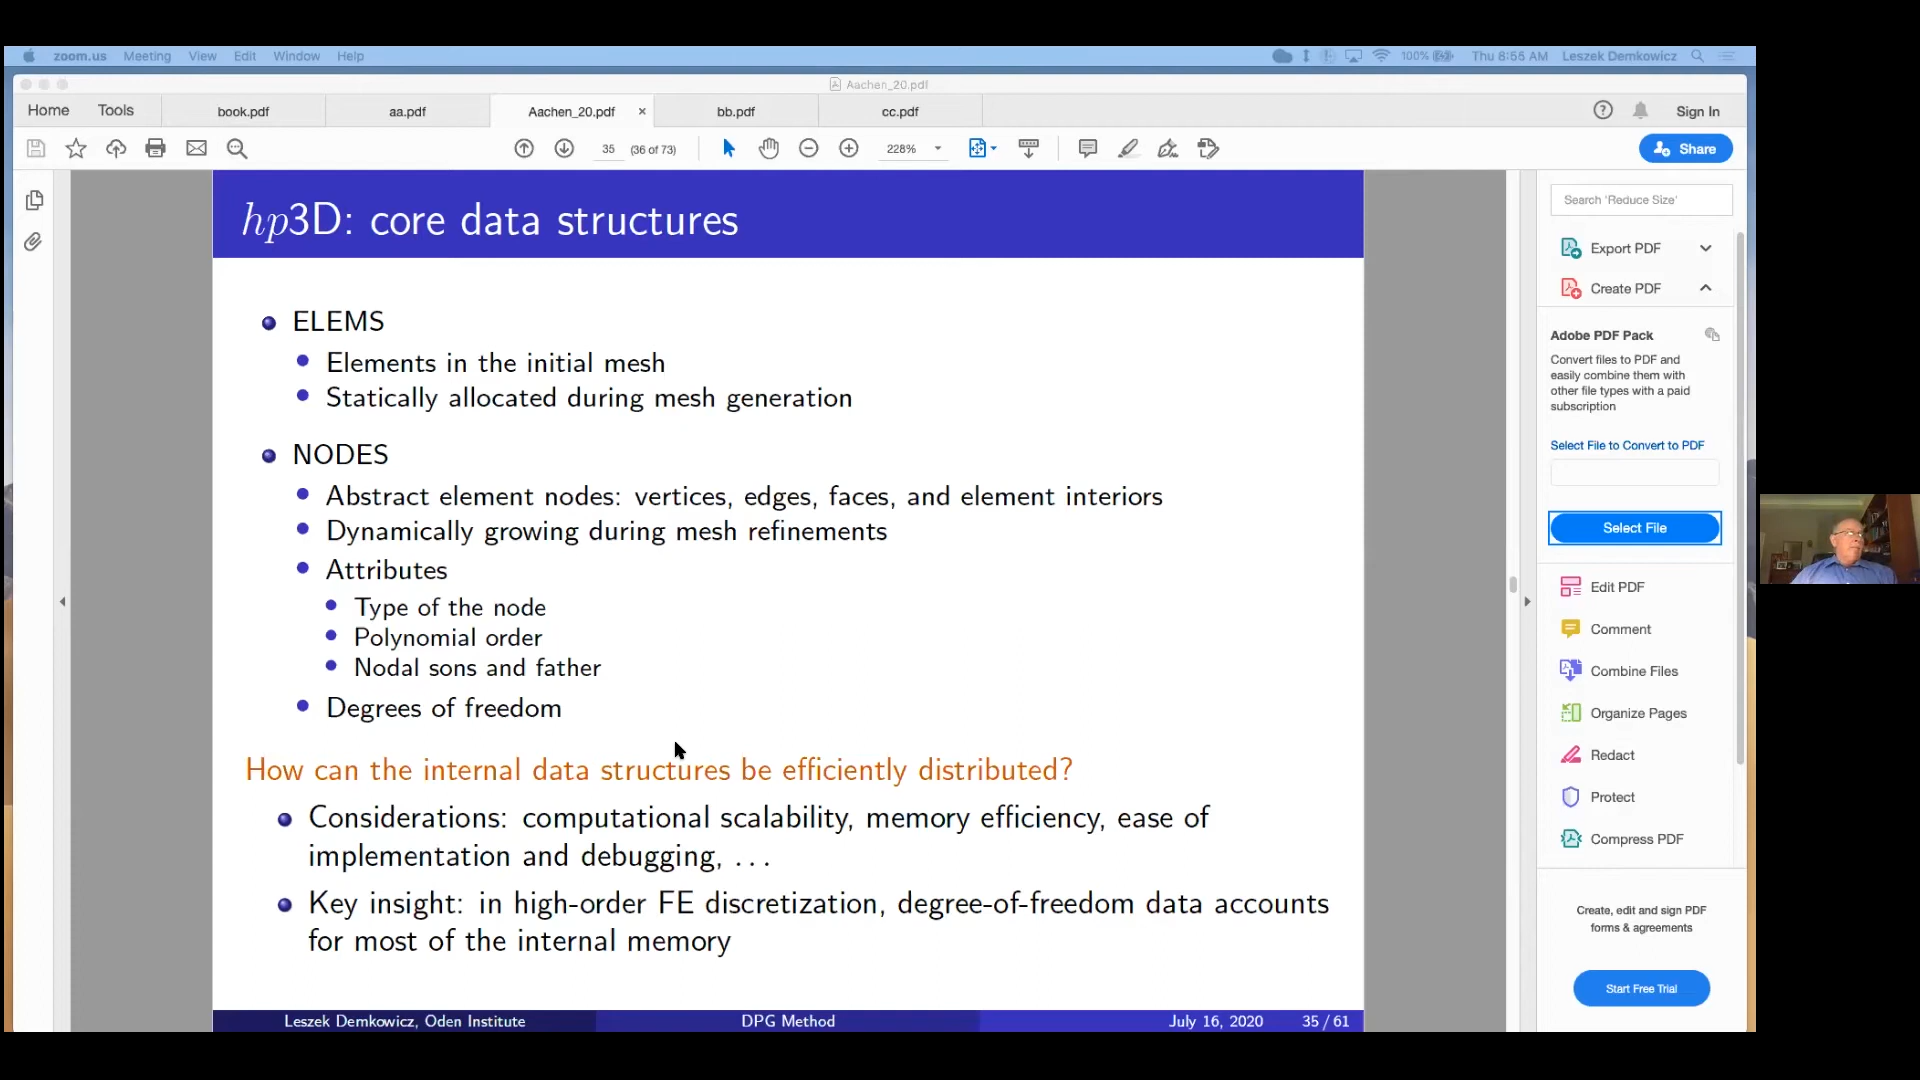 zoom.us Meeting View Edit Window Help 100% Thu 8:55 AM Leszek Demkowicz
Aachen_20.pdf
Home Tools book.pdf aa.pdf Aachen_20.pdf × bb.pdf cc.pdf Sign In
35 (36 of 73) 228% Share
hp3D: core data structures
ELEMS
Elements in the initial mesh
Statically allocated during mesh generation
NODES
Abstract element nodes: vertices, edges, faces, and element interiors
Dynamically growing during mesh refinements
Attributes
Type of the node
Polynomial order
Nodal sons and father
Degrees of freedom
How can the internal data structures be efficiently distributed?
Considerations: computational scalability, memory efficiency, ease of
implementation and debugging, . . .
Key insight: in high-order FE discretization, degree-of-freedom data accounts
for most of the internal memory
Leszek Demkowicz, Oden Institute DPG Method July 16, 2020 35 / 61
Search 'Reduce Size'
Export PDF
Create PDF
Adobe PDF Pack
Convert files to PDF and
easily combine them with
other file types with a paid
subscription
Select File to Convert to PDF
Select File
Edit PDF
Comment
Combine Files
Organize Pages
Redact
Protect
Compress PDF
Create, edit and sign PDF
forms & agreements
Start Free Trial